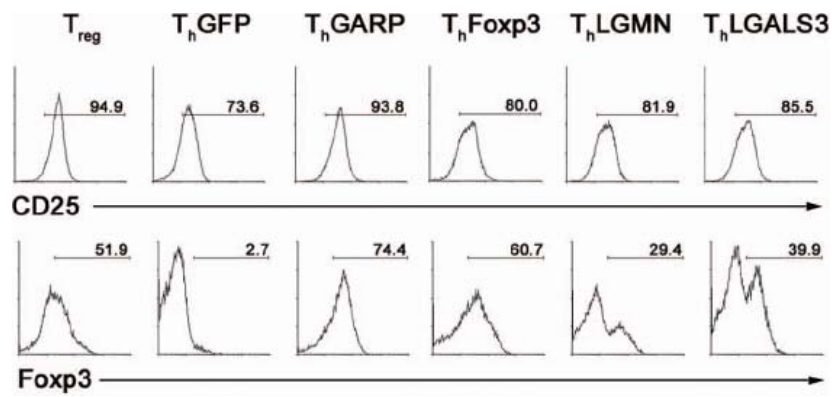 Treg ThGFP ThGARP ThFoxp3 ThLGMN ThLGALS3
94.9 73.6 93.8 80.0 81.9 85.5
CD25
51.9 2.7 74.4 60.7 29.4 39.9
Foxp3